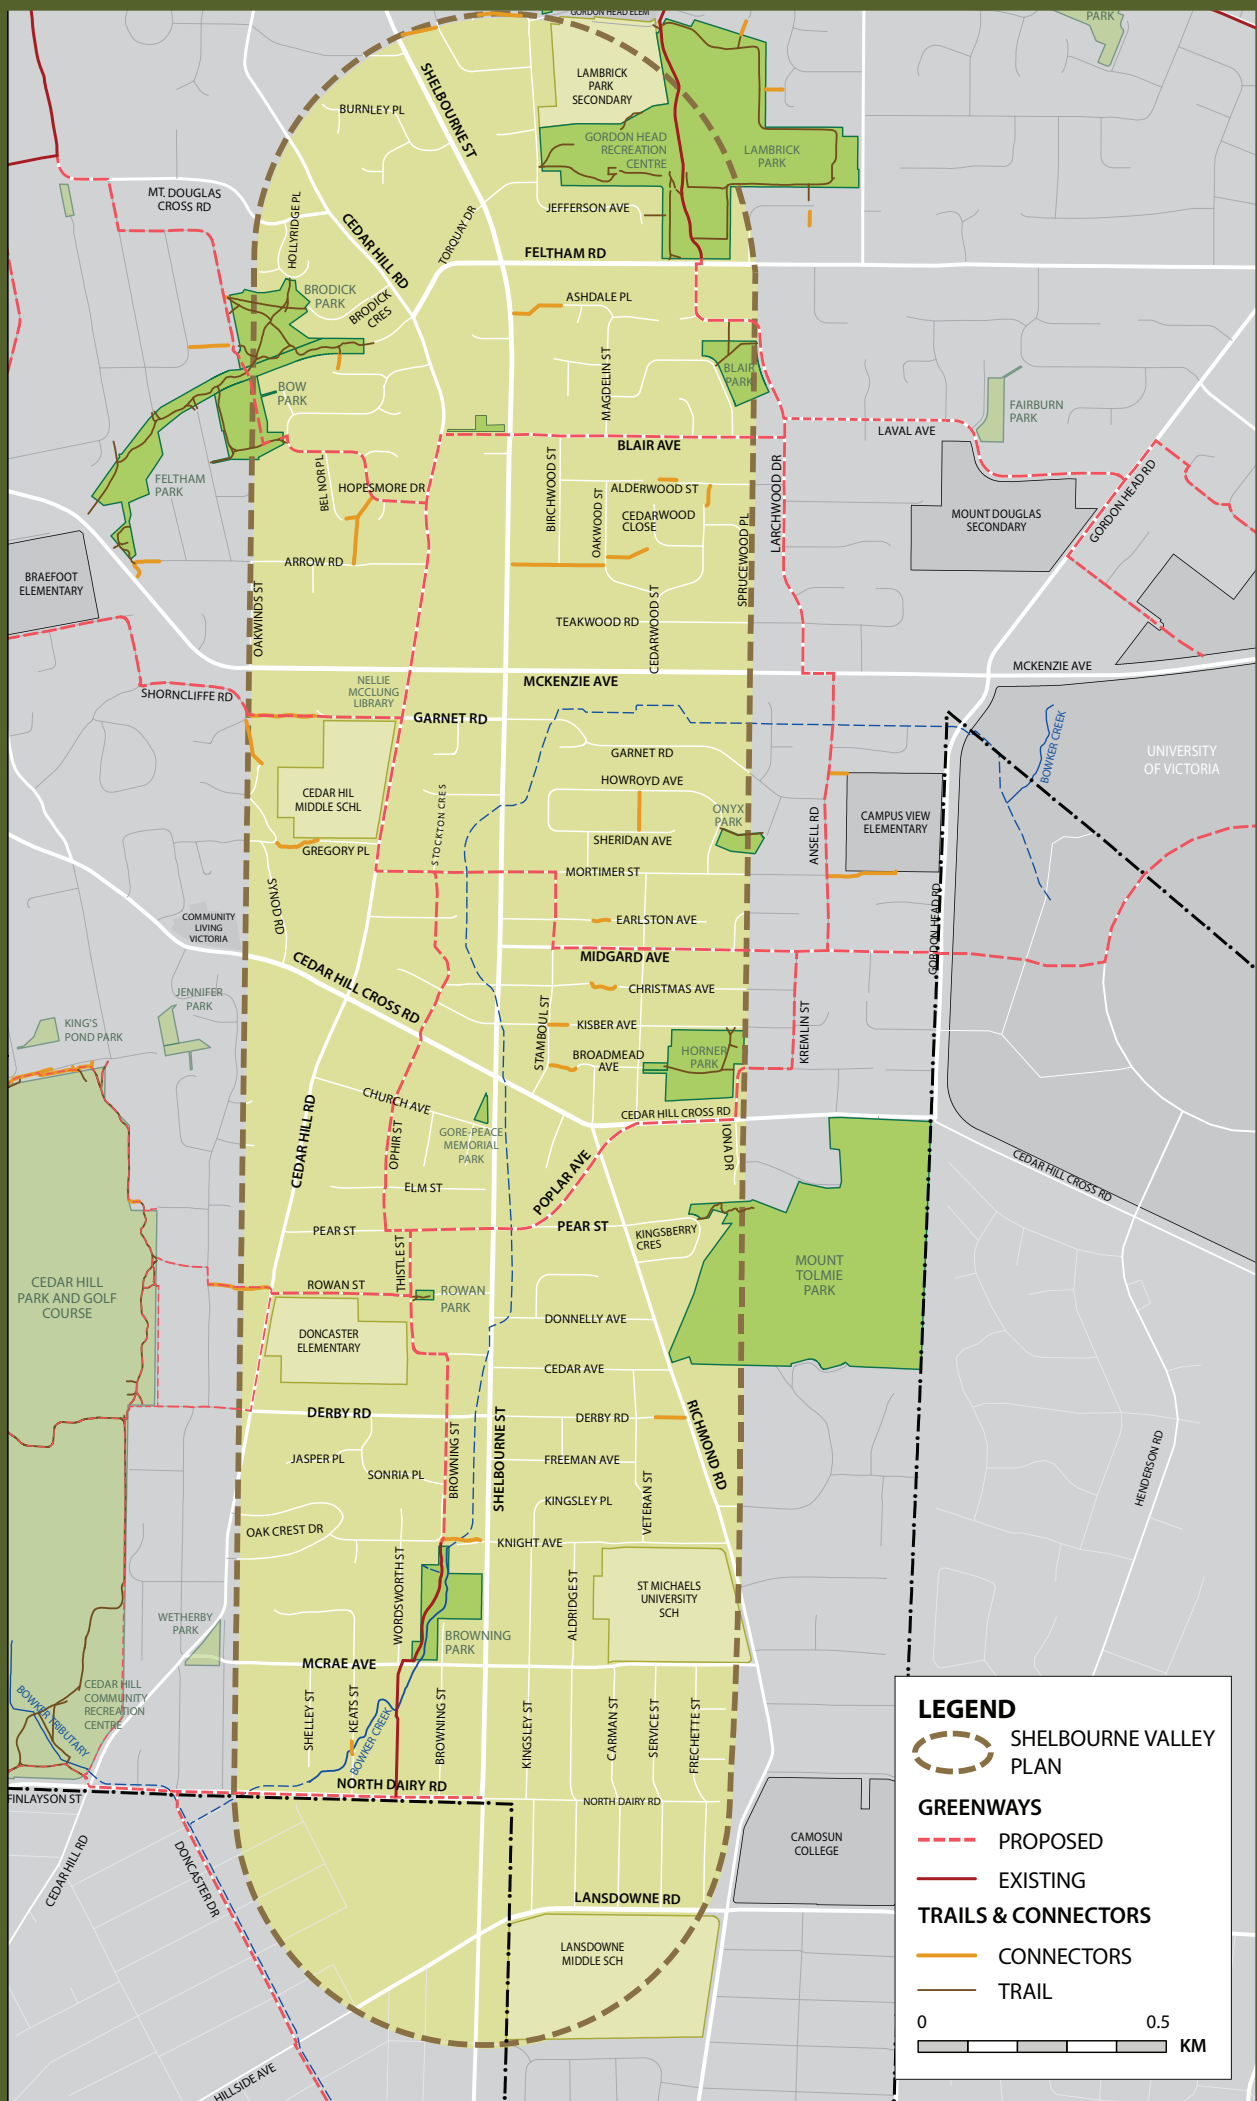 GORDON HEAD ELEM
PARK
SHELBOURNE ST
LAMBRICK
PARK
SECONDARY
BURNLEY PL
GORDON HEAD
RECREATION
CENTRE
LAMBRICK
PARK
MT. DOUGLAS
CROSS RD
HOLLYRIDGE PL
CEDAR HILL RD
TORQUAY DR
JEFFERSON AVE
FELTHAM RD
BRODICK
PARK
BRODICK
CRES
ASHDALE PL
MAGDELIN ST
BLAIR
PARK
BOW
PARK
FAIRBURN
PARK
LAVAL AVE
BLAIR AVE
FELTHAM
PARK
BEL NOR PL
HOPESMORE DR
BIRCHWOOD ST
ALDERWOOD ST
OAKWOOD ST
CEDARWOOD
CLOSE
LARCHWOOD DR
SPRUCEWOOD PL
MOUNT DOUGLAS
SECONDARY
GORDON HEAD RD
ARROW RD
BRAEFOOT
ELEMENTARY
OAKWINDS ST
CEDARWOOD ST
TEAKWOOD RD
MCKENZIE AVE
MCKENZIE AVE
SHORNCLIFFE RD
NELLIE
MCCLUNG
LIBRARY
GARNET RD
GARNET RD
BOWKER CREEK
UNIVERSITY
OF VICTORIA
CEDAR HIL
MIDDLE SCHL
STOCKTON CRES
HOWROYD AVE
ONYX
PARK
ANSELL RD
CAMPUS VIEW
ELEMENTARY
SHERIDAN AVE
GREGORY PL
MORTIMER ST
SYNOD RD
COMMUNITY
LIVING
VICTORIA
EARLSTON AVE
GORDON HEAD RD
CEDAR HILL CROSS RD
MIDGARD AVE
CHRISTMAS AVE
JENNIFER
PARK
KING'S
POND PARK
STAMBOUL ST
KISBER AVE
BROADMEAD
AVE
HORNER
PARK
KREMLIN ST
CHURCH AVE
CEDAR HILL CROSS RD
CEDAR HILL RD
OPHIR ST
GORE-PEACE
MEMORIAL
PARK
IONA DR
CEDAR HILL CROSS RD
POPLAR AVE
ELM ST
PEAR ST
PEAR ST
KINGSBERRY
CRES
THISTLE ST
MOUNT
TOLMIE
PARK
CEDAR HILL
PARK AND GOLF
COURSE
ROWAN ST
ROWAN
PARK
DONCASTER
ELEMENTARY
DONNELLY AVE
CEDAR AVE
DERBY RD
DERBY RD
RICHMOND RD
BROWNING ST
SHELBOURNE ST
JASPER PL
SONRIA PL
FREEMAN AVE
VETERAN ST
KINGSLEY PL
HENDERSON RD
OAK CREST DR
KNIGHT AVE
WORDSWORTH ST
ALDRIDGE ST
ST MICHAELS
UNIVERSITY
SCH
WETHERBY
PARK
BROWNING
PARK
MCRAE AVE
CEDAR HILL
COMMUNITY
RECREATION
CENTRE
BOWKER TRIBUTARY
SHELLEY ST
KEATS ST
BOWKER CREEK
BROWNING ST
KINGSLEY ST
CARMAN ST
SERVICE ST
FRECHETTE ST
NORTH DAIRY RD
NORTH DAIRY RD
FINLAYSON ST
CEDAR HILL RD
DONCASTER DR
CAMOSUN
COLLEGE
LANSDOWNE RD
LANSDOWNE
MIDDLE SCH
HILLSIDE AVE
LEGEND
SHELBOURNE VALLEY
PLAN
GREENWAYS
PROPOSED
EXISTING
TRAILS & CONNECTORS
CONNECTORS
TRAIL
0 0.5
KM